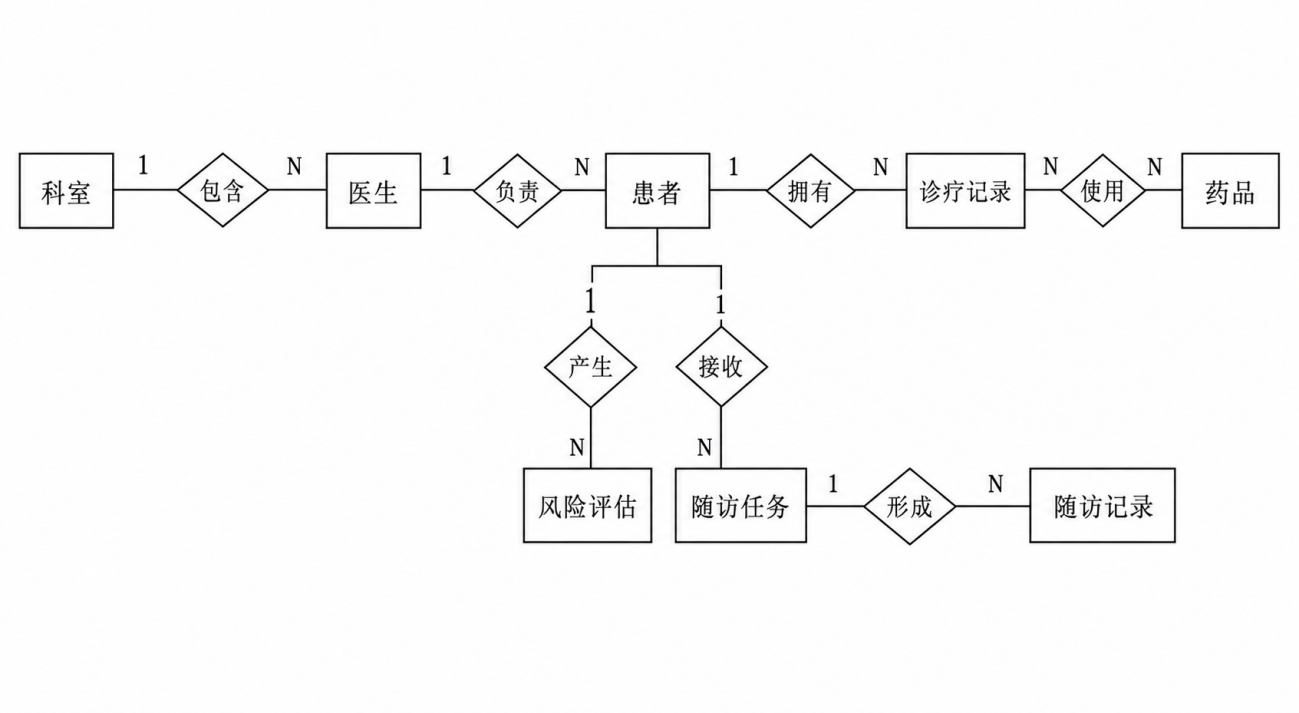 1 N 1 N 1 N N N
科室 包含 医生 负责 患者 拥有 诊疗记录 使用 药品
1 1
产生 接收
N N
1 N
风险评估 随访任务 形成 随访记录